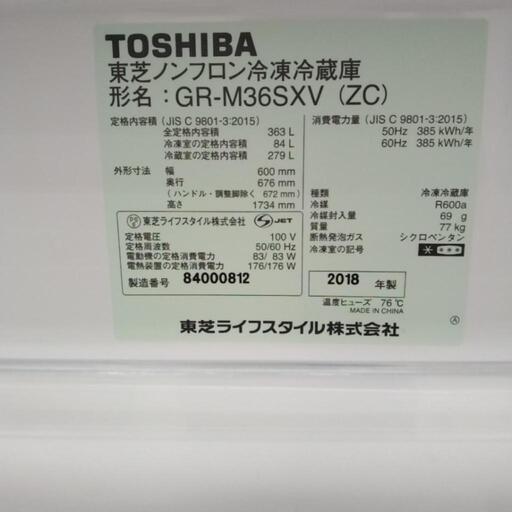 TOSHIBA
東芝ノンフロン冷凍冷蔵庫
形名：GR-M36SXV (ZC)
定格内容積 (JIS C 9801-3:2015)
全定格内容積 363 L
冷凍室の定格内容積 84 L
冷蔵室の定格内容積 279 L
外形寸法 幅 600 mm
奥行 676 mm
(ハンドル・調整脚除く 672 mm)
高さ 1734 mm
消費電力量 (JIS C 9801-3:2015)
50Hz 385 kWh/年
60Hz 385 kWh/年
種類 冷凍冷蔵庫
冷媒 R600a
冷媒封入量 69 g
質量 77 kg
断熱発泡ガス シクロペンタン
冷凍室の記号
PS E 東芝ライフスタイル株式会社 S JET
定格電圧 100 V
定格周波数 50/60 Hz
電動機の定格消費電力 83/ 83 W
電熱装置の定格消費電力 176/176 W
製造番号 84000812
2018 年製
温度ヒューズ 76℃
MADE IN CHINA
東芝ライフスタイル株式会社
Ⓐ